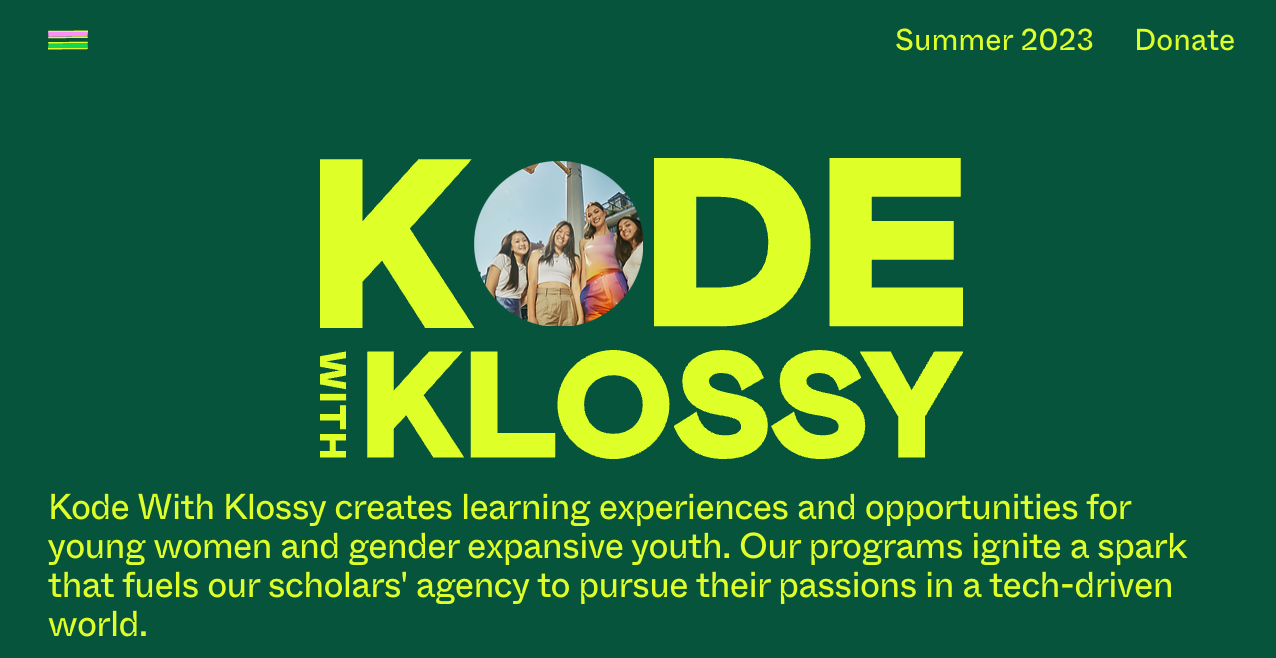 Summer 2023 Donate
KODE
WITH KLOSSY
Kode With Klossy creates learning experiences and opportunities for
young women and gender expansive youth. Our programs ignite a spark
that fuels our scholars' agency to pursue their passions in a tech-driven
world.